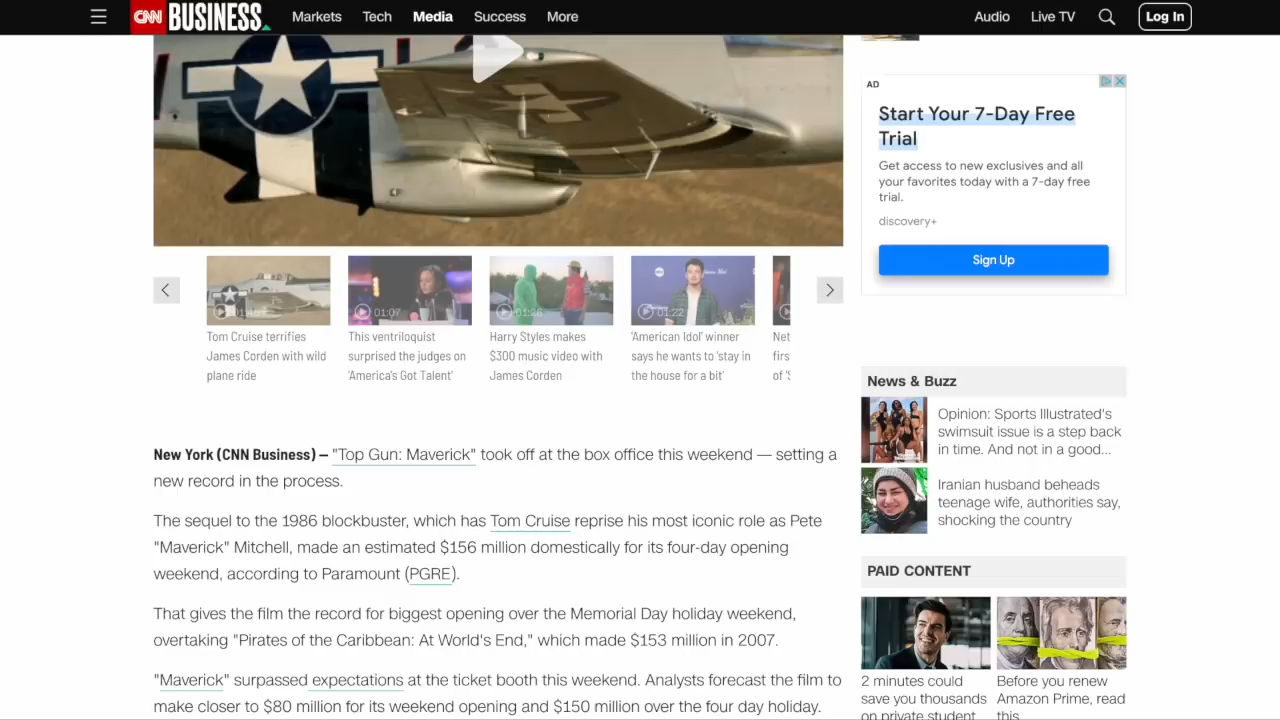 CNN BUSINESS
Markets
Tech
Media
Success
More
Audio
Live TV
Log In
01:07
01:26
01:22
Tom Cruise terrifies
James Corden with wild
plane ride
This ventriloquist
surprised the judges on
'America's Got Talent'
Harry Styles makes
$300 music video with
James Corden
'American Idol' winner
says he wants to 'stay in
the house for a bit'
Net
firs
New York (CNN Business) — "Top Gun: Maverick" took off at the box office this weekend — setting a
new record in the process.
The sequel to the 1986 blockbuster, which has Tom Cruise reprise his most iconic role as Pete
"Maverick" Mitchell, made an estimated $156 million domestically for its four-day opening
weekend, according to Paramount (PGRE).
That gives the film the record for biggest opening over the Memorial Day holiday weekend,
overtaking "Pirates of the Caribbean: At World's End," which made $153 million in 2007.
"Maverick" surpassed expectations at the ticket booth this weekend. Analysts forecast the film to
make closer to $80 million for its weekend opening and $150 million over the four day holiday.
AD
Start Your 7-Day Free
Trial
Get access to new exclusives and all
your favorites today with a 7-day free
trial.
discovery+
Sign Up
News & Buzz
Opinion: Sports Illustrated's
swimsuit issue is a step back
in time. And not in a good...
Iranian husband beheads
teenage wife, authorities say,
shocking the country
PAID CONTENT
2 minutes could
save you thousands
on private student
Before you renew
Amazon Prime, read
this